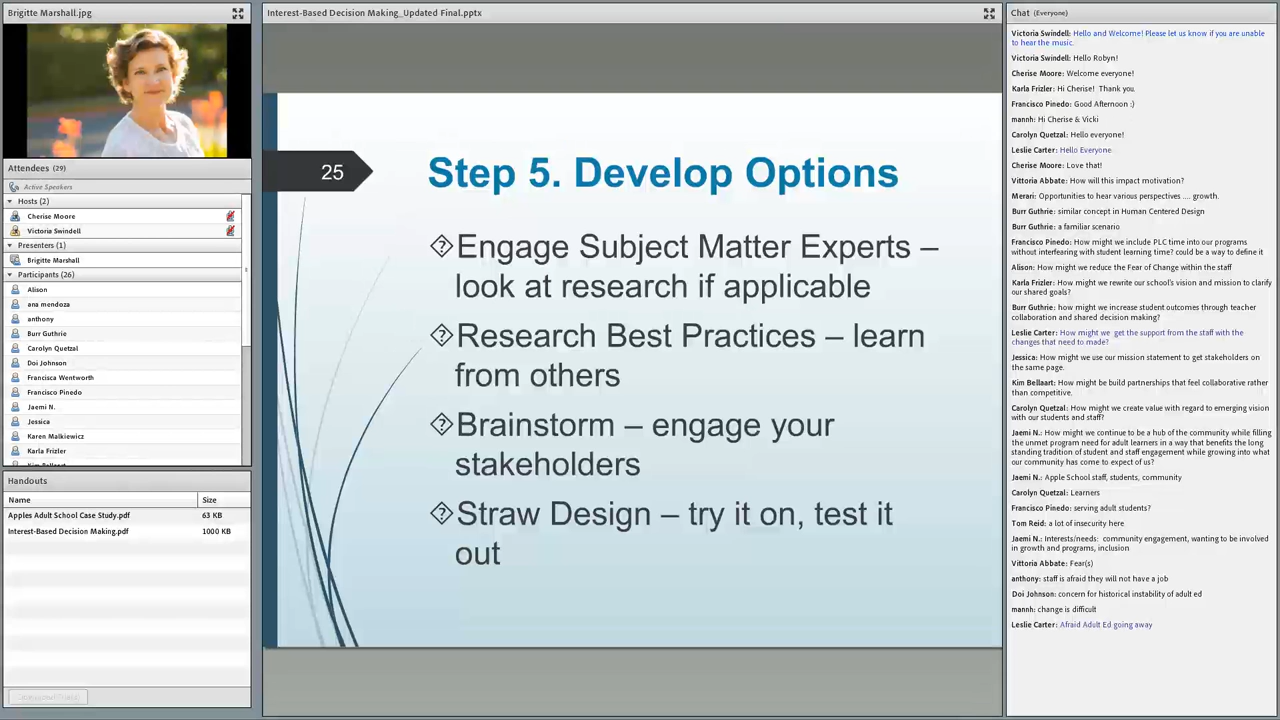 Brigitte Marshall.jpg
Attendees (29)
Active Speakers
Hosts (2)
Cherise Moore
Victoria Swindell
Presenters (1)
Brigitte Marshall
Participants (26)
Alison
ana mendoza
anthony
Burr Guthrie
Carolyn Quetzal
Doi Johnson
Francisca Wentworth
Francisco Pinedo
Jaemi N.
Jessica
Karen Malkiewicz
Karla Frizler
Handouts
Name Size
Apples Adult School Case Study.pdf 63 KB
Interest-Based Decision Making.pdf 1000 KB
Interest-Based Decision Making_Updated Final.pptx
25
Step 5. Develop Options
Engage Subject Matter Experts –
look at research if applicable
Research Best Practices – learn
from others
Brainstorm – engage your
stakeholders
Straw Design – try it on, test it
out
Chat (Everyone)
Victoria Swindell: Hello and Welcome! Please let us know if you are unable
to hear the music.
Victoria Swindell: Hello Robyn!
Cherise Moore: Welcome everyone!
Karla Frizler: Hi Cherise! Thank you.
Francisco Pinedo: Good Afternoon :)
mannh: Hi Cherise & Vicki
Carolyn Quetzal: Hello everyone!
Leslie Carter: Hello Everyone
Cherise Moore: Love that!
Vittoria Abbate: How will this impact motivation?
Merari: Opportunities to hear various perspectives .... growth.
Burr Guthrie: similar concept in Human Centered Design
Burr Guthrie: a familiar scenario
Francisco Pinedo: How might we include PLC time into our programs
without interfering with student learning time? could be a way to define it
Alison: How might we reduce the Fear of Change within the staff
Karla Frizler: How might we rewrite our school's vision and mission to clarify
our shared goals?
Burr Guthrie: how might we increase student outcomes through teacher
collaboration and shared decision making?
Leslie Carter: How might we get the support from the staff with the
changes that need to made?
Jessica: How might we use our mission statement to get stakeholders on
the same page.
Kim Bellaart: How might be build partnerships that feel collaborative rather
than competitive.
Carolyn Quetzal: How might we create value with regard to emerging vision
with our students and staff?
Jaemi N.: How might we continue to be a hub of the community while filling
the unmet program need for adult learners in a way that benefits the long
standing tradition of student and staff engagement while growing into what
our community has come to expect of us?
Jaemi N.: Apple School staff, students, community
Carolyn Quetzal: Learners
Francisco Pinedo: serving adult students?
Tom Reid: a lot of insecurity here
Jaemi N.: Interests/needs: community engagement, wanting to be involved
in growth and programs, inclusion
Vittoria Abbate: Fear(s)
anthony: staff is afraid they will not have a job
Doi Johnson: concern for historical instability of adult ed
mannh: change is difficult
Leslie Carter: Afraid Adult Ed going away